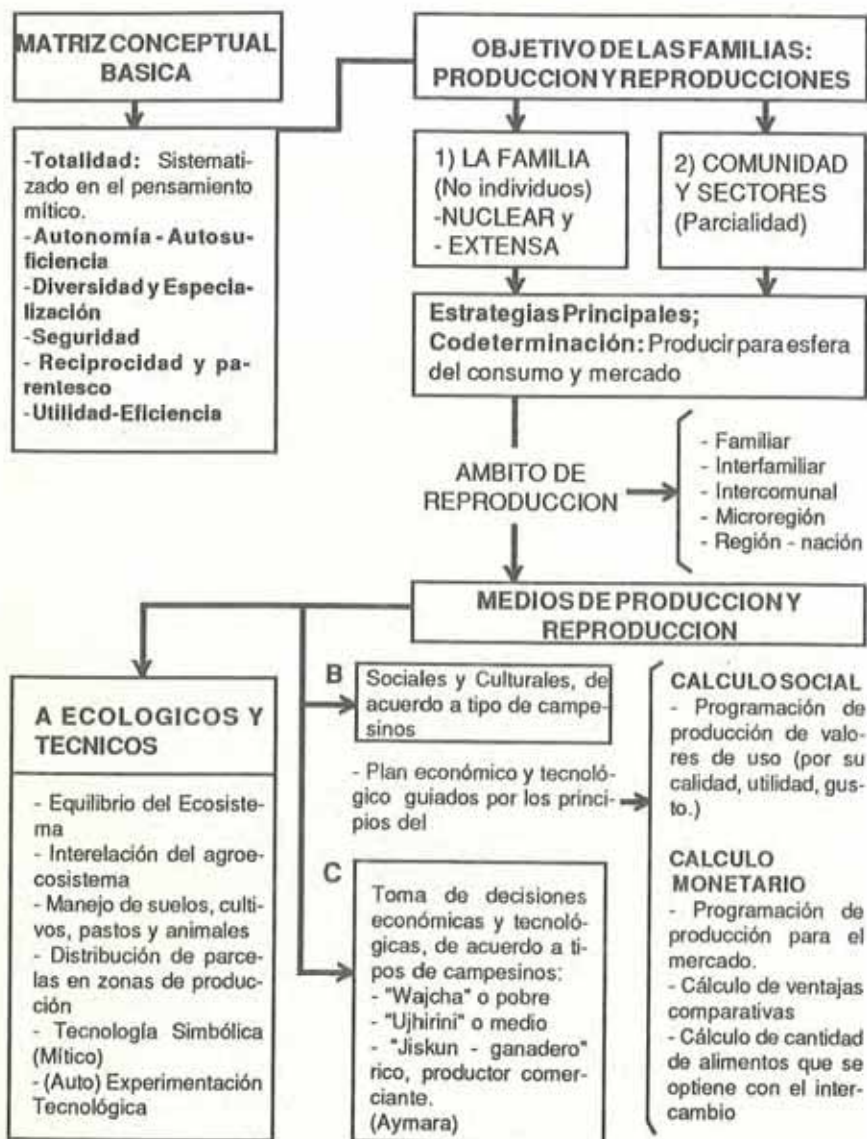 MATRIZ CONCEPTUAL
BASICA
-Totalidad: Sistemati-
zado en el pensamiento
mítico.
-Autonomía - Autosu-
ficiencia
-Diversidad y Especia-
lización
-Seguridad
- Reciprocidad y pa-
rentesco
-Utilidad-Eficiencia
OBJETIVO DE LAS FAMILIAS:
PRODUCCION Y REPRODUCCIONES
1) LA FAMILIA
(No individuos)
-NUCLEAR y
- EXTENSA
2) COMUNIDAD
Y SECTORES
(Parcialidad)
Estrategias Principales;
Codeterminación: Producir para esfera
del consumo y mercado
AMBITO DE
REPRODUCCION
- Familiar
- Interfamiliar
- Intercomunal
- Microregión
- Región - nación
MEDIOS DE PRODUCCION Y
REPRODUCCION
A ECOLOGICOS Y
TECNICOS
- Equilibrio del Ecosiste-
ma
- Interelación del agroe-
cosistema
- Manejo de suelos, culti-
vos, pastos y animales
- Distribución de parce-
las en zonas de produc-
ción
- Tecnología Simbólica
(Mítico)
- (Auto) Experimentación
Tecnológica
B
Sociales y Culturales, de
acuerdo a tipo de campe-
sinos
- Plan económico y tecnoló-
gico guiados por los princi-
pios del
C
Toma de decisiones
económicas y tecnoló-
gicas, de acuerdo a ti-
pos de campesinos:
- "Wajcha" o pobre
- "Ujhirini" o medio
- "Jiskun - ganadero"
rico, productor comer-
ciante.
(Aymara)
CALCULO SOCIAL
- Programación de
producción de valo-
res de uso (por su
calidad, utilidad, gus-
to.)
CALCULO
MONETARIO
- Programación de
producción para el
mercado.
- Cálculo de ventajas
comparativas
- Cálculo de cantidad
de alimentos que se
optiene con el inter-
cambio